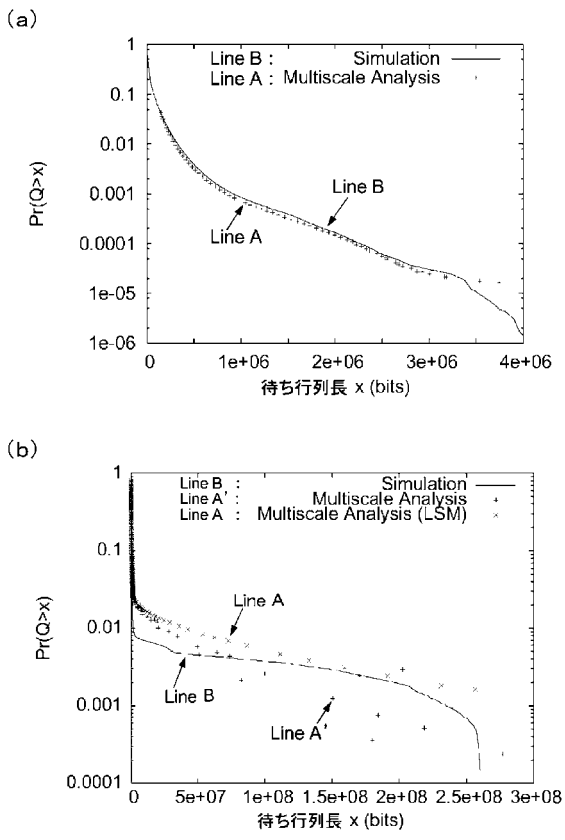 (a)
Line B : Simulation
Line A : Multiscale Analysis
1
0.1
0.01
0.001
0.0001
1e-05
1e-06
Pr(Q>x)
Line B
Line A
0 1e+06 2e+06 3e+06 4e+06
待ち行列長 x (bits)
(b)
Line B : Simulation
Line A' : Multiscale Analysis
Line A : Multiscale Analysis (LSM)
1
0.1
0.01
0.001
0.0001
Pr(Q>x)
Line A
Line B
Line A'
0 5e+07 1e+08 1.5e+08 2e+08 2.5e+08 3e+08
待ち行列長 x (bits)